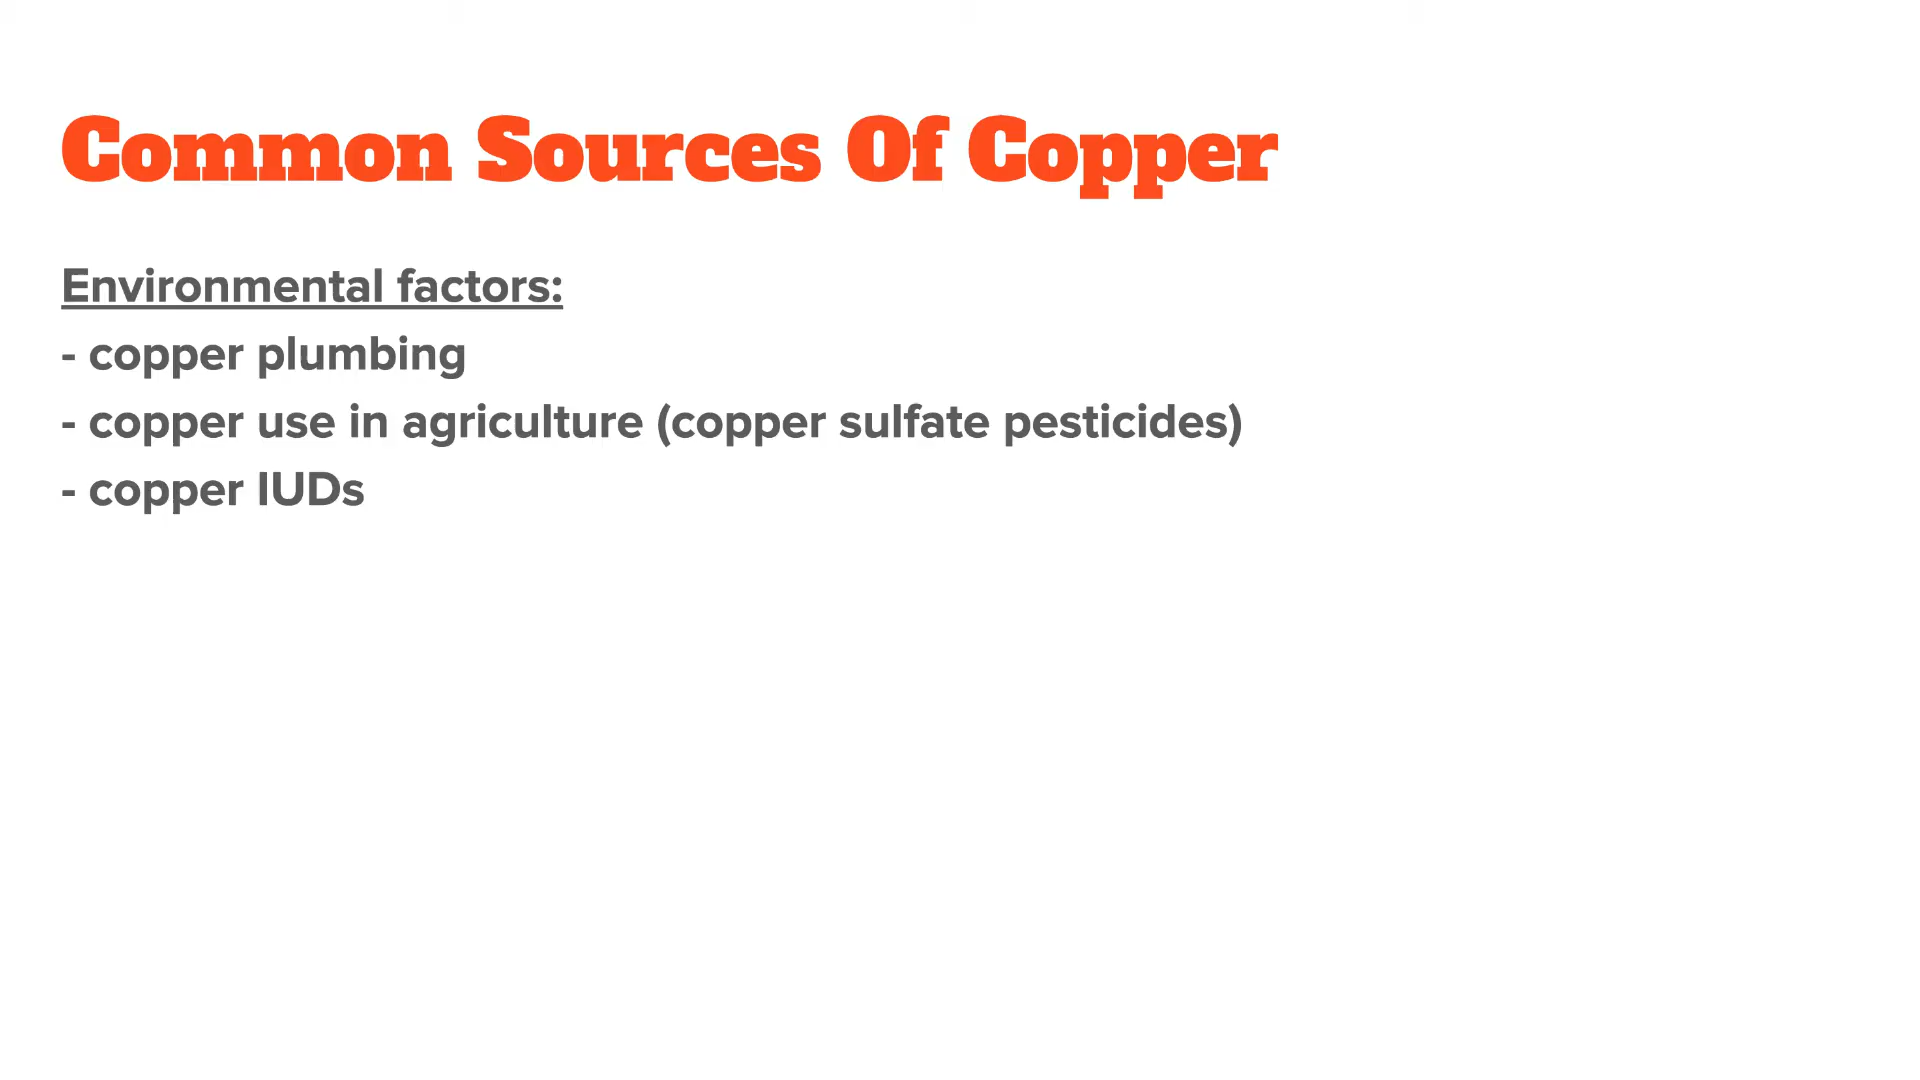 Common Sources Of Copper
Environmental factors:
- copper plumbing
- copper use in agriculture (copper sulfate pesticides)
- copper IUDs